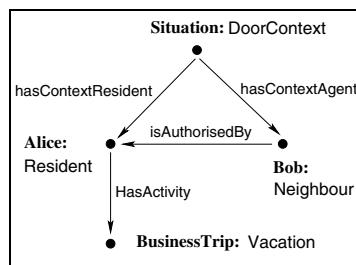 Situation: DoorContext
hasContextResident
hasContextAgent
isAuthorisedBy
Alice:
Resident
Bob:
Neighbour
HasActivity
BusinessTrip: Vacation